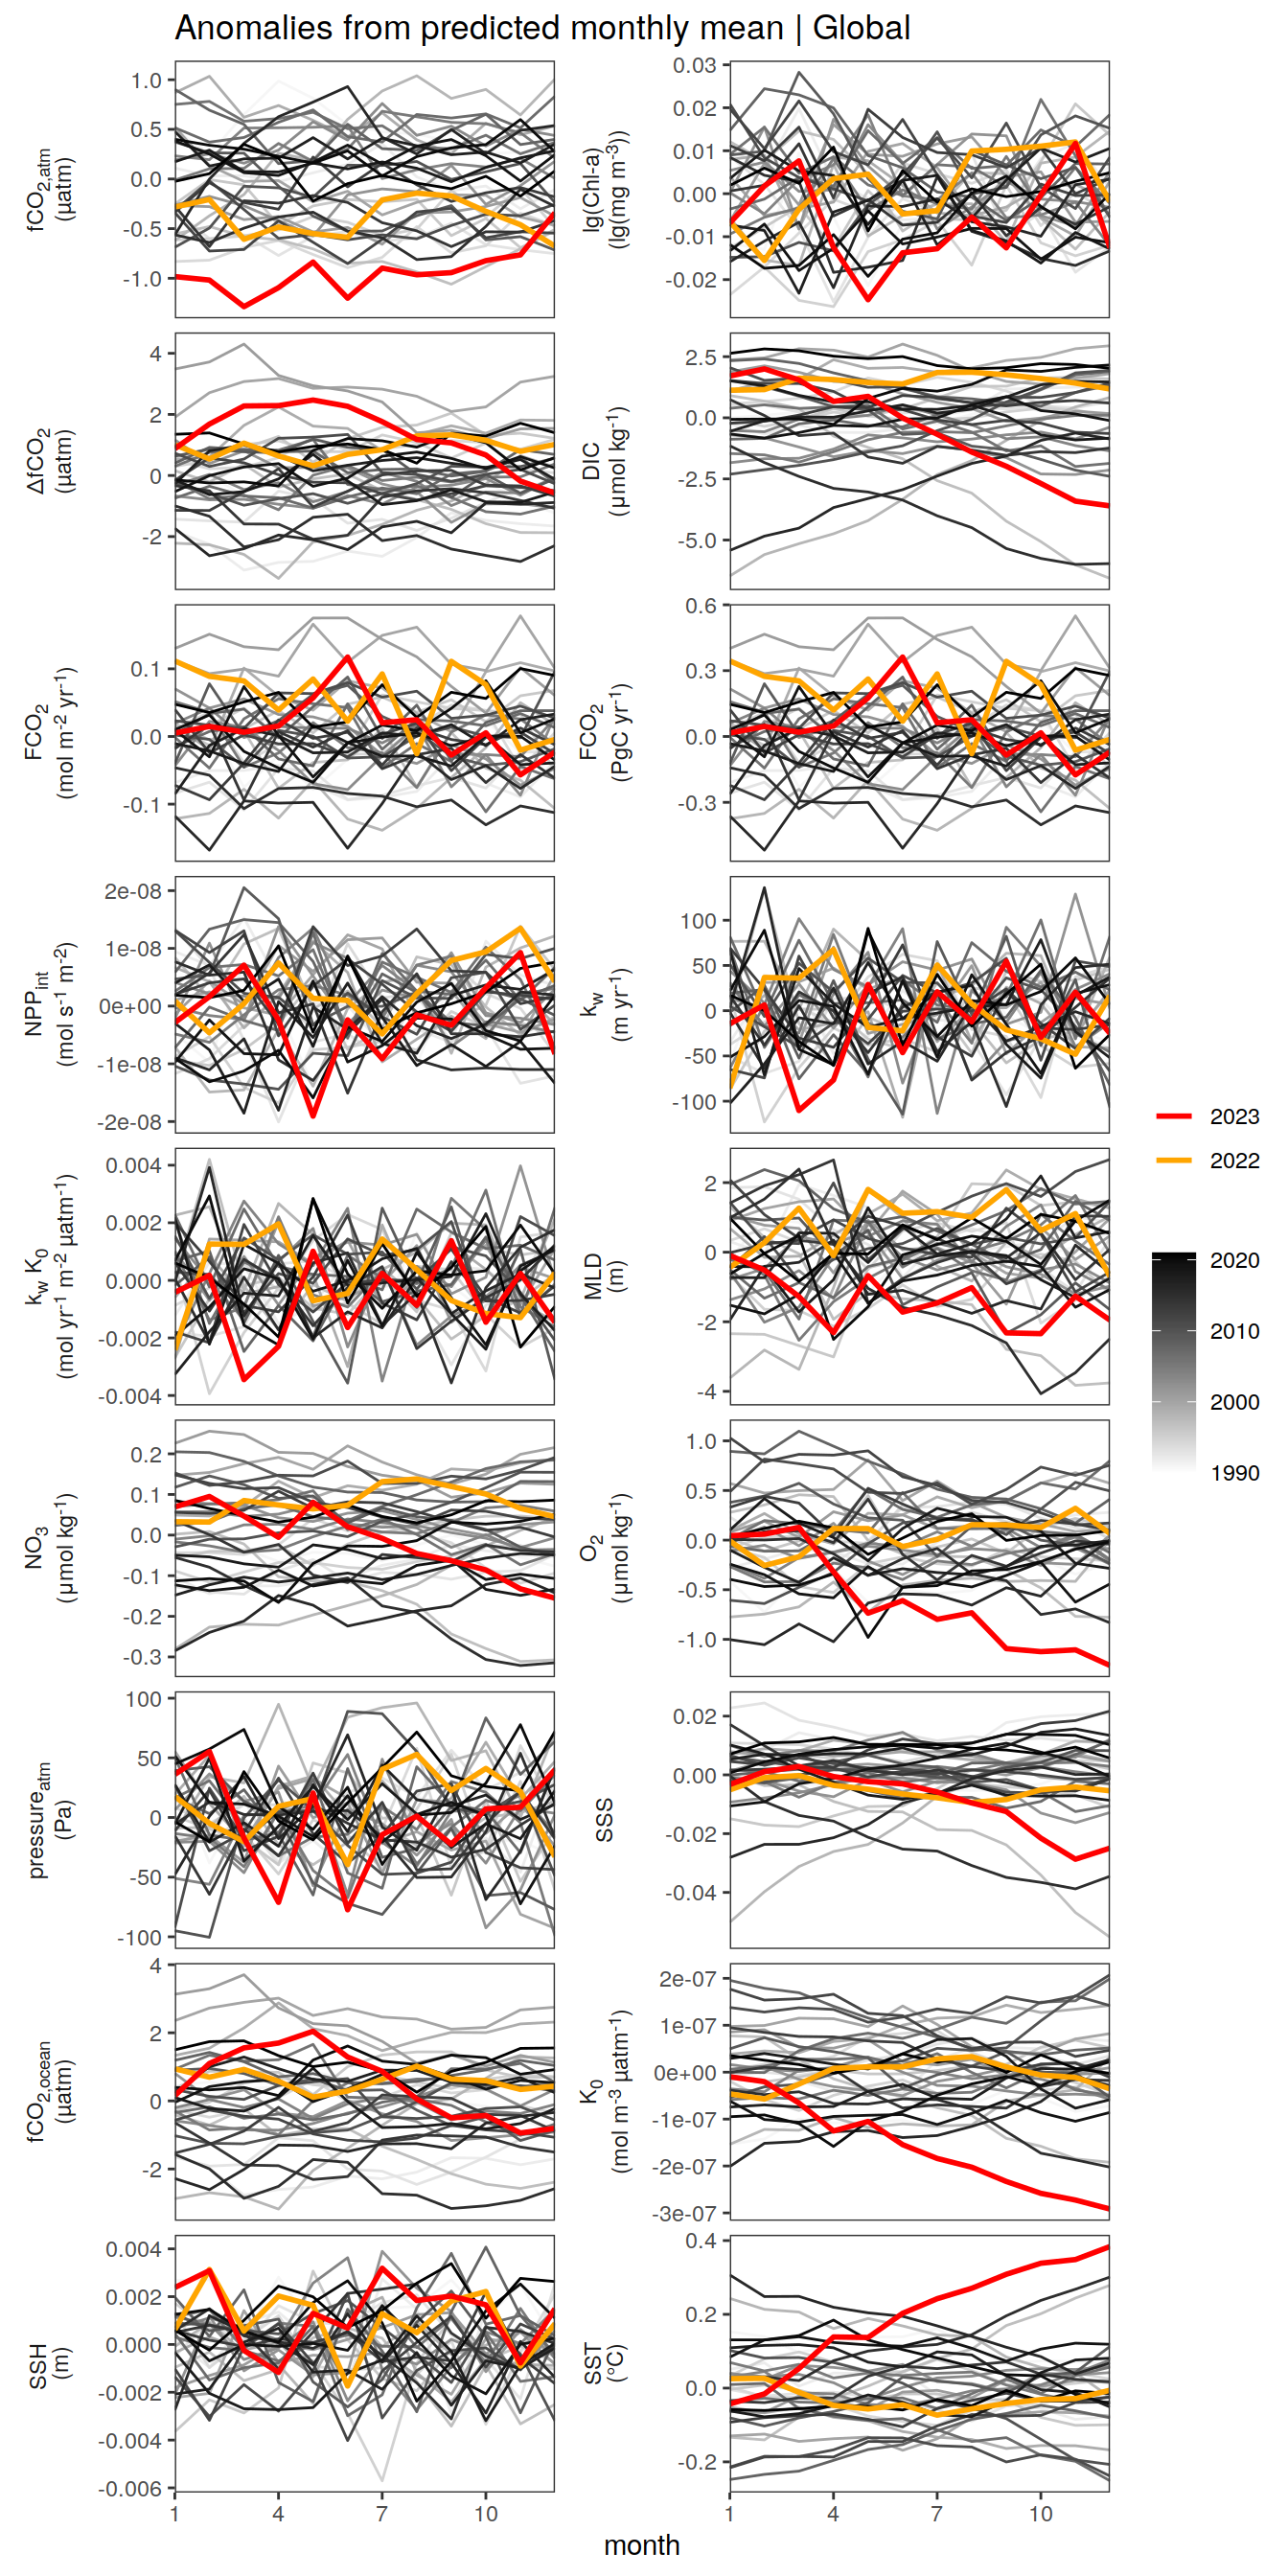 Anomalies from predicted monthly mean | Global
fCO2,atm
(µatm)
1.0
0.5
0.0
-0.5
-1.0
lg(Chl-a)
(lg(mg m-3))
0.03
0.02
0.01
0.00
-0.01
-0.02
ΔfCO2
(µatm)
4
2
0
-2
DIC
(µmol kg-1)
2.5
0.0
-2.5
-5.0
FCO2
(mol m-2 yr-1)
0.1
0.0
-0.1
FCO2
(PgC yr-1)
0.6
0.3
0.0
-0.3
NPPint
(mol s-1 m-2)
2e-08
1e-08
0e+00
-1e-08
-2e-08
kw
(m yr-1)
100
50
0
-50
-100
kw K0
(mol yr-1 m-2 µatm-1)
0.004
0.002
0.000
-0.002
-0.004
MLD
(m)
2
0
-2
-4
NO3
(µmol kg-1)
0.2
0.1
0.0
-0.1
-0.2
-0.3
O2
(µmol kg-1)
1.0
0.5
0.0
-0.5
-1.0
pressureatm
(Pa)
100
50
0
-50
-100
SSS
0.02
0.00
-0.02
-0.04
fCO2,ocean
(µatm)
4
2
0
-2
K0
(mol m-3 µatm-1)
2e-07
1e-07
0e+00
-1e-07
-2e-07
-3e-07
SSH
(m)
0.004
0.002
0.000
-0.002
-0.004
-0.006
SST
(°C)
0.4
0.2
0.0
-0.2
1 4 7 10
1 4 7 10
month
2023
2022
2020
2010
2000
1990